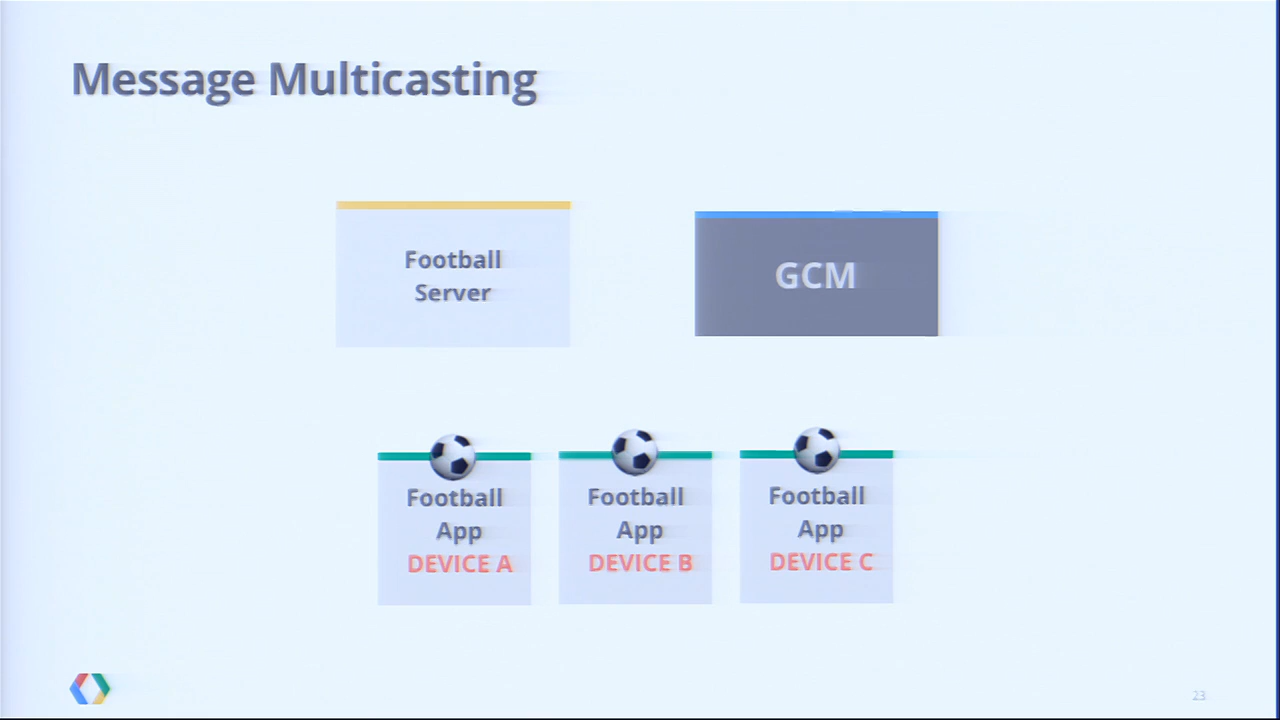 Message Multicasting
Football
Server
GCM
Football
App
DEVICE A
Football
App
DEVICE B
Football
App
DEVICE C
23